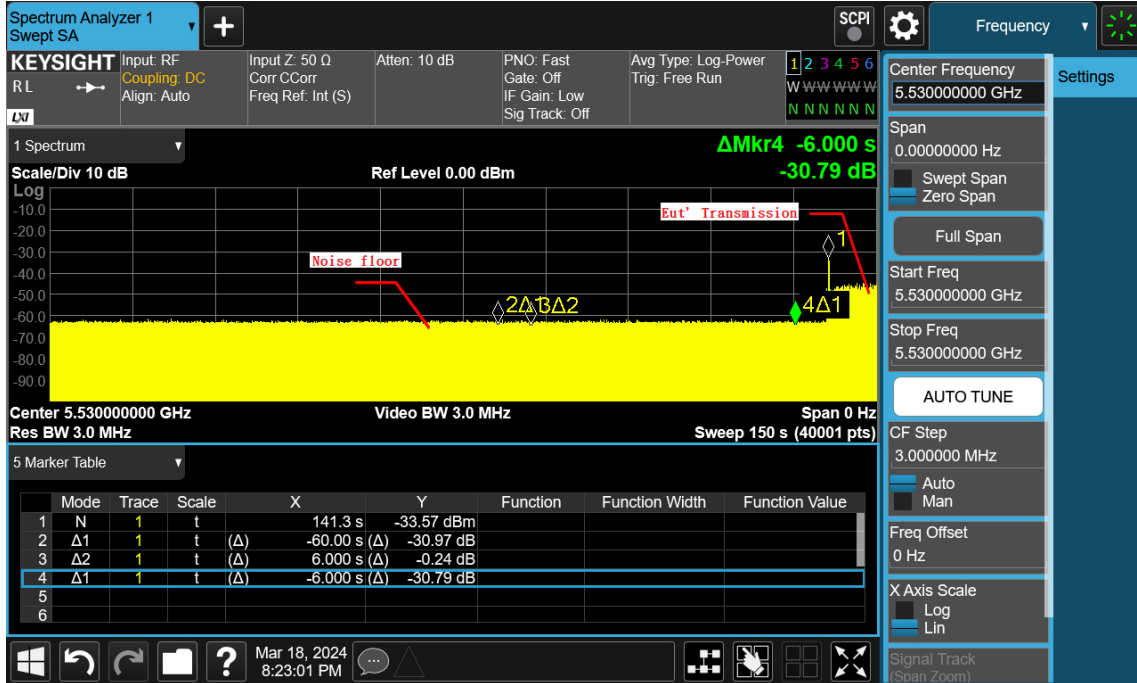 Spectrum Analyzer 1
Swept SA
+
SCPI
Frequency
KEYSIGHT
RL
LXI
Input: RF
Coupling: DC
Align: Auto
Input Z: 50 Ω
Corr CCorr
Freq Ref: Int (S)
Atten: 10 dB
PNO: Fast
Gate: Off
IF Gain: Low
Sig Track: Off
Avg Type: Log-Power
Trig: Free Run
1 2 3 4 5 6
W W W W W W
N N N N N N
1 Spectrum
ΔMkr4 -6.000 s
Scale/Div 10 dB
Ref Level 0.00 dBm
-30.79 dB
Log
-10.0
-20.0
-30.0
-40.0
-50.0
-60.0
-70.0
-80.0
-90.0
Eut' Transmission
Noise floor
1
2Δ1
3Δ2
4Δ1
Center 5.530000000 GHz
Video BW 3.0 MHz
Span 0 Hz
Res BW 3.0 MHz
Sweep 150 s (40001 pts)
5 Marker Table
Mode Trace Scale X Y Function Function Width Function Value
1 N 1 t 141.3 s -33.57 dBm
2 Δ1 1 t (Δ) -60.00 s (Δ) -30.97 dB
3 Δ2 1 t (Δ) 6.000 s (Δ) -0.24 dB
4 Δ1 1 t (Δ) -6.000 s (Δ) -30.79 dB
5
6
Mar 18, 2024
8:23:01 PM
?
Center Frequency
5.530000000 GHz
Settings
Span
0.00000000 Hz
Swept Span
Zero Span
Full Span
Start Freq
5.530000000 GHz
Stop Freq
5.530000000 GHz
AUTO TUNE
CF Step
3.000000 MHz
Auto
Man
Freq Offset
0 Hz
X Axis Scale
Log
Lin
Signal Track
(Span Zoom)